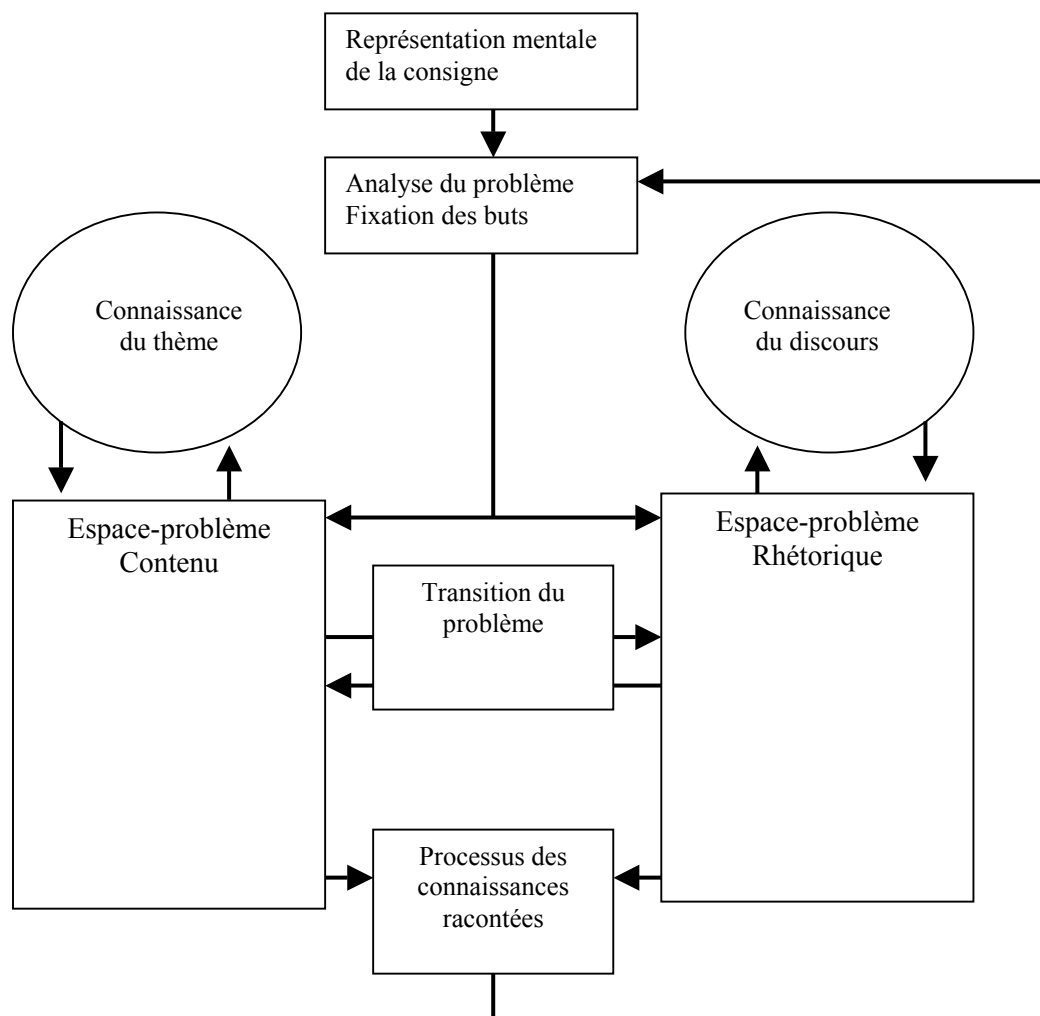 Représentation mentale
de la consigne
Analyse du problème
Fixation des buts
Connaissance
du thème
Connaissance
du discours
Espace-problème
Contenu
Espace-problème
Rhétorique
Transition du
problème
Processus des
connaissances
racontées